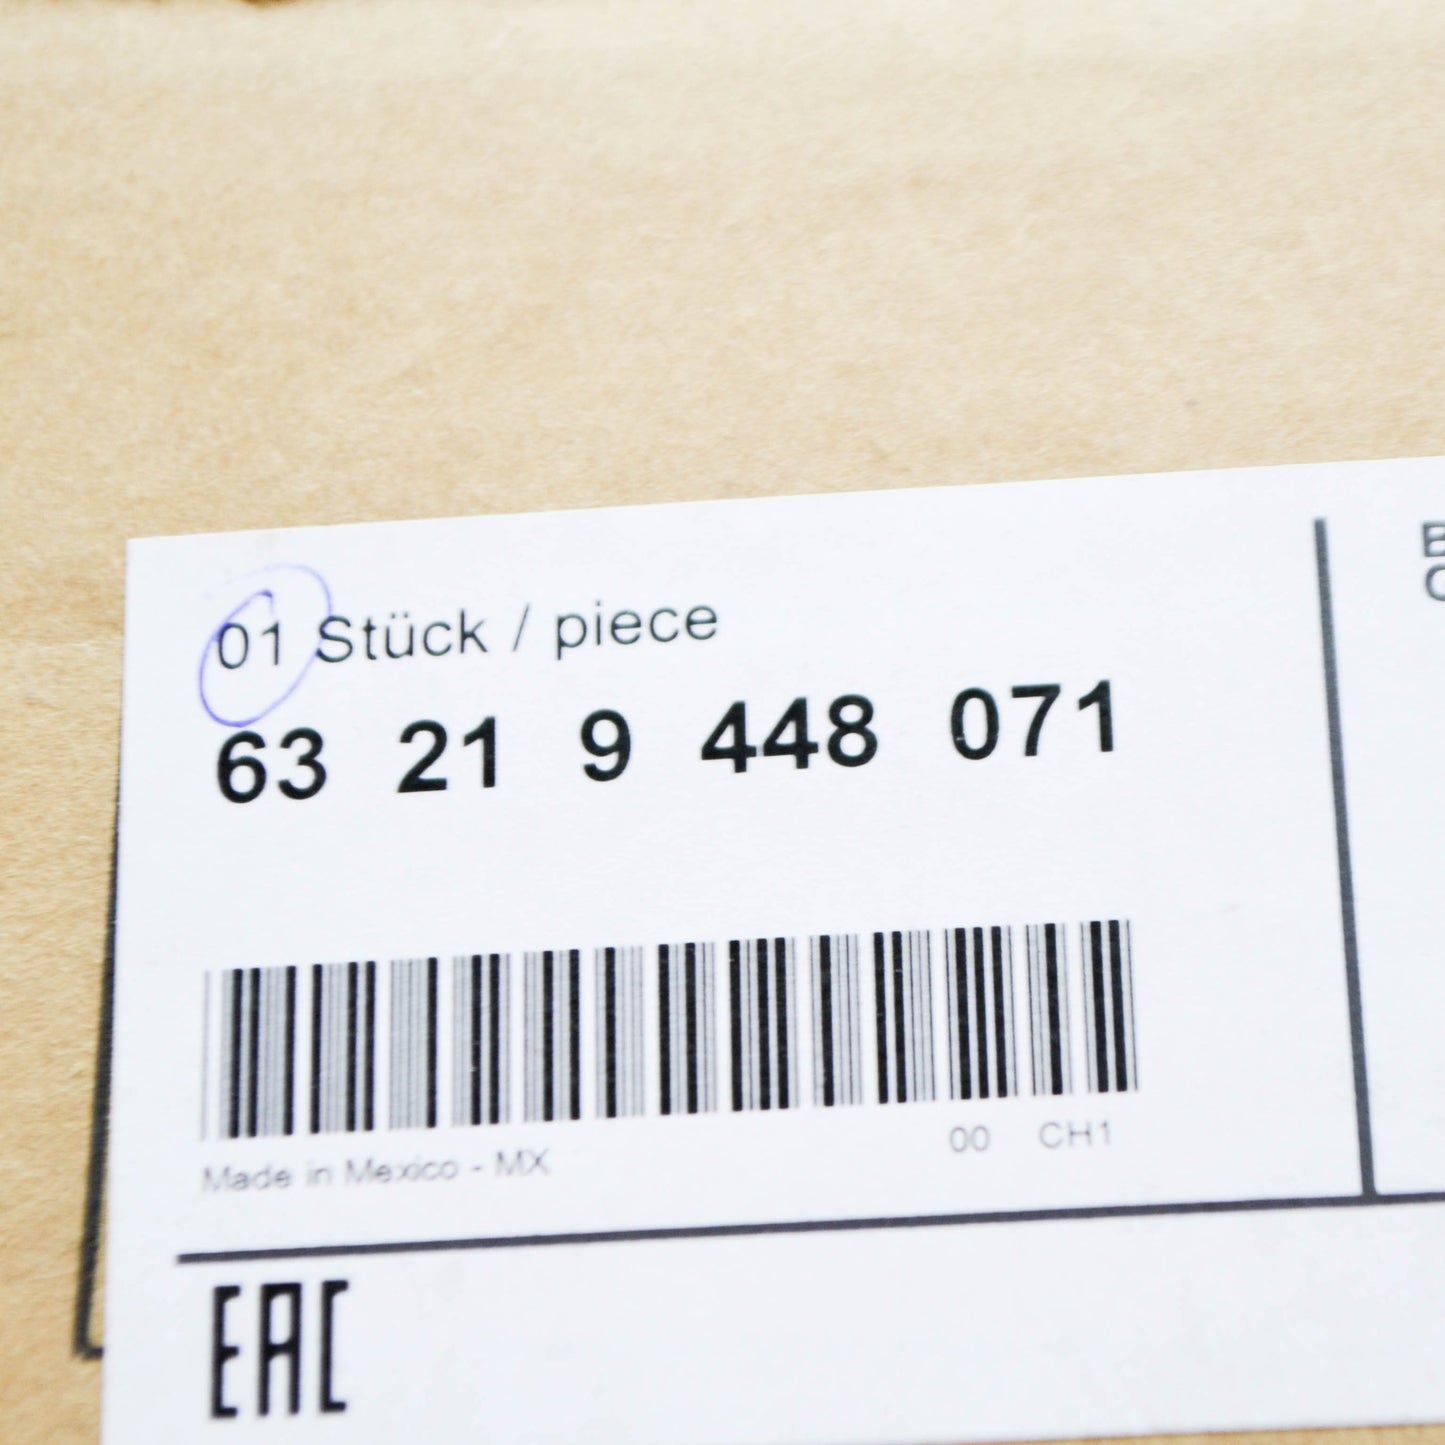 01 Stück / piece
63 21 9 448 071
Made in Mexico - MX
00 CH1
EAC